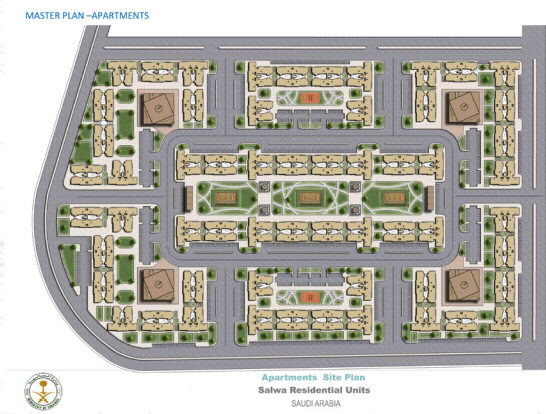 MASTER PLAN –APARTMENTS
Apartments Site Plan
Salwa Residential Units
SAUDI ARABIA